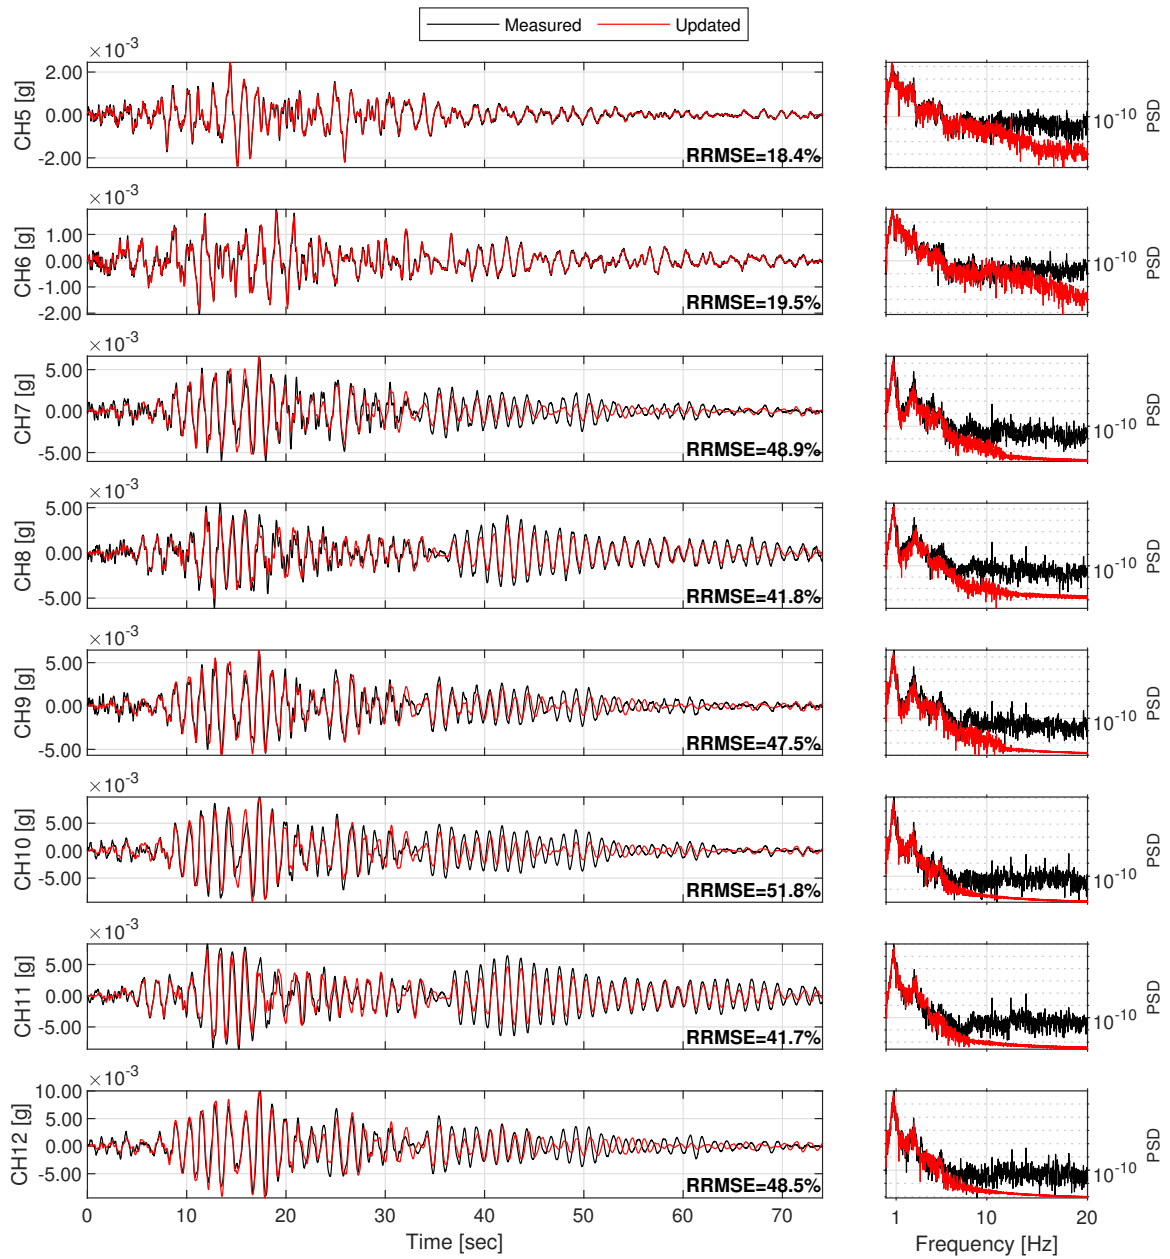 Measured Updated
×10-3
CH5 [g]
2.00
0.00
-2.00
RRMSE=18.4%
10-10
PSD
×10-3
CH6 [g]
1.00
0.00
-1.00
-2.00
RRMSE=19.5%
10-10
PSD
×10-3
CH7 [g]
5.00
0.00
-5.00
RRMSE=48.9%
10-10
PSD
×10-3
CH8 [g]
5.00
0.00
-5.00
RRMSE=41.8%
10-10
PSD
×10-3
CH9 [g]
5.00
0.00
-5.00
RRMSE=47.5%
10-10
PSD
×10-3
CH10 [g]
5.00
0.00
-5.00
RRMSE=51.8%
10-10
PSD
×10-3
CH11 [g]
5.00
0.00
-5.00
RRMSE=41.7%
10-10
PSD
×10-3
CH12 [g]
10.00
5.00
0.00
-5.00
RRMSE=48.5%
10-10
PSD
0 10 20 30 40 50 60 70
Time [sec]
1 10 20
Frequency [Hz]